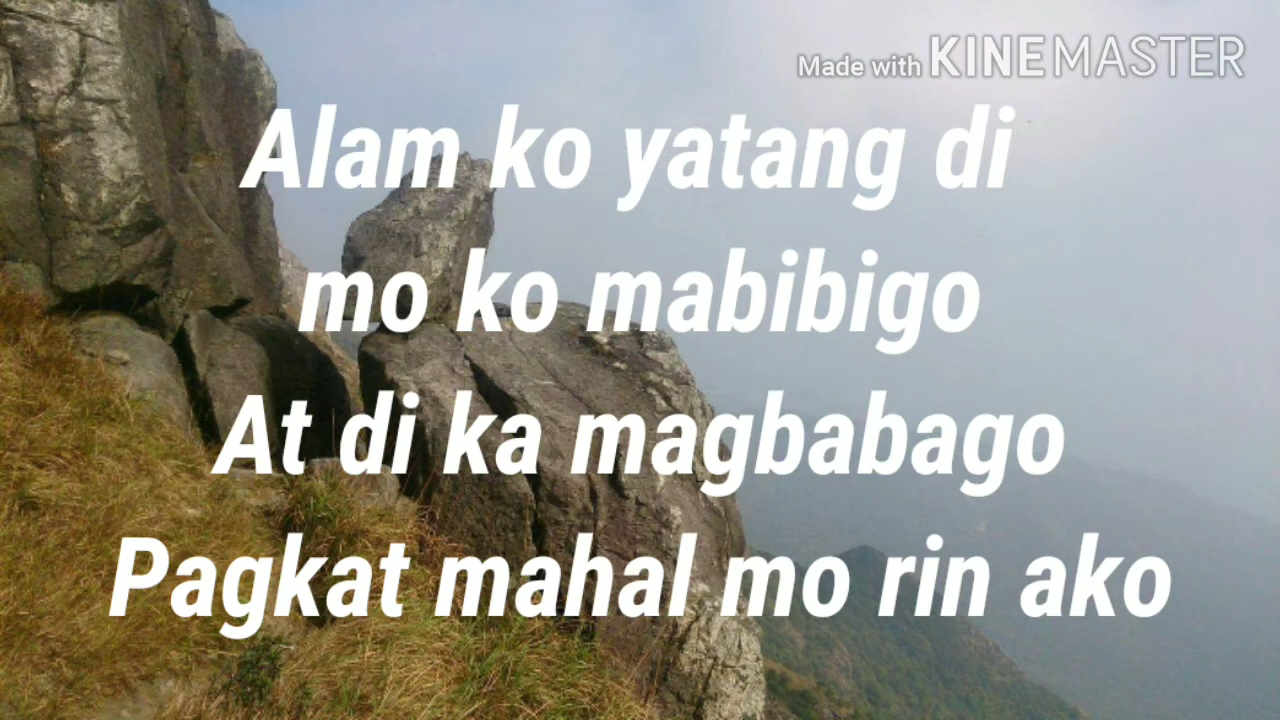 Made with KINEMASTER
Alam ko yatang di
mo ko mabibigo
At di ka magbabago
Pagkat mahal mo rin ako